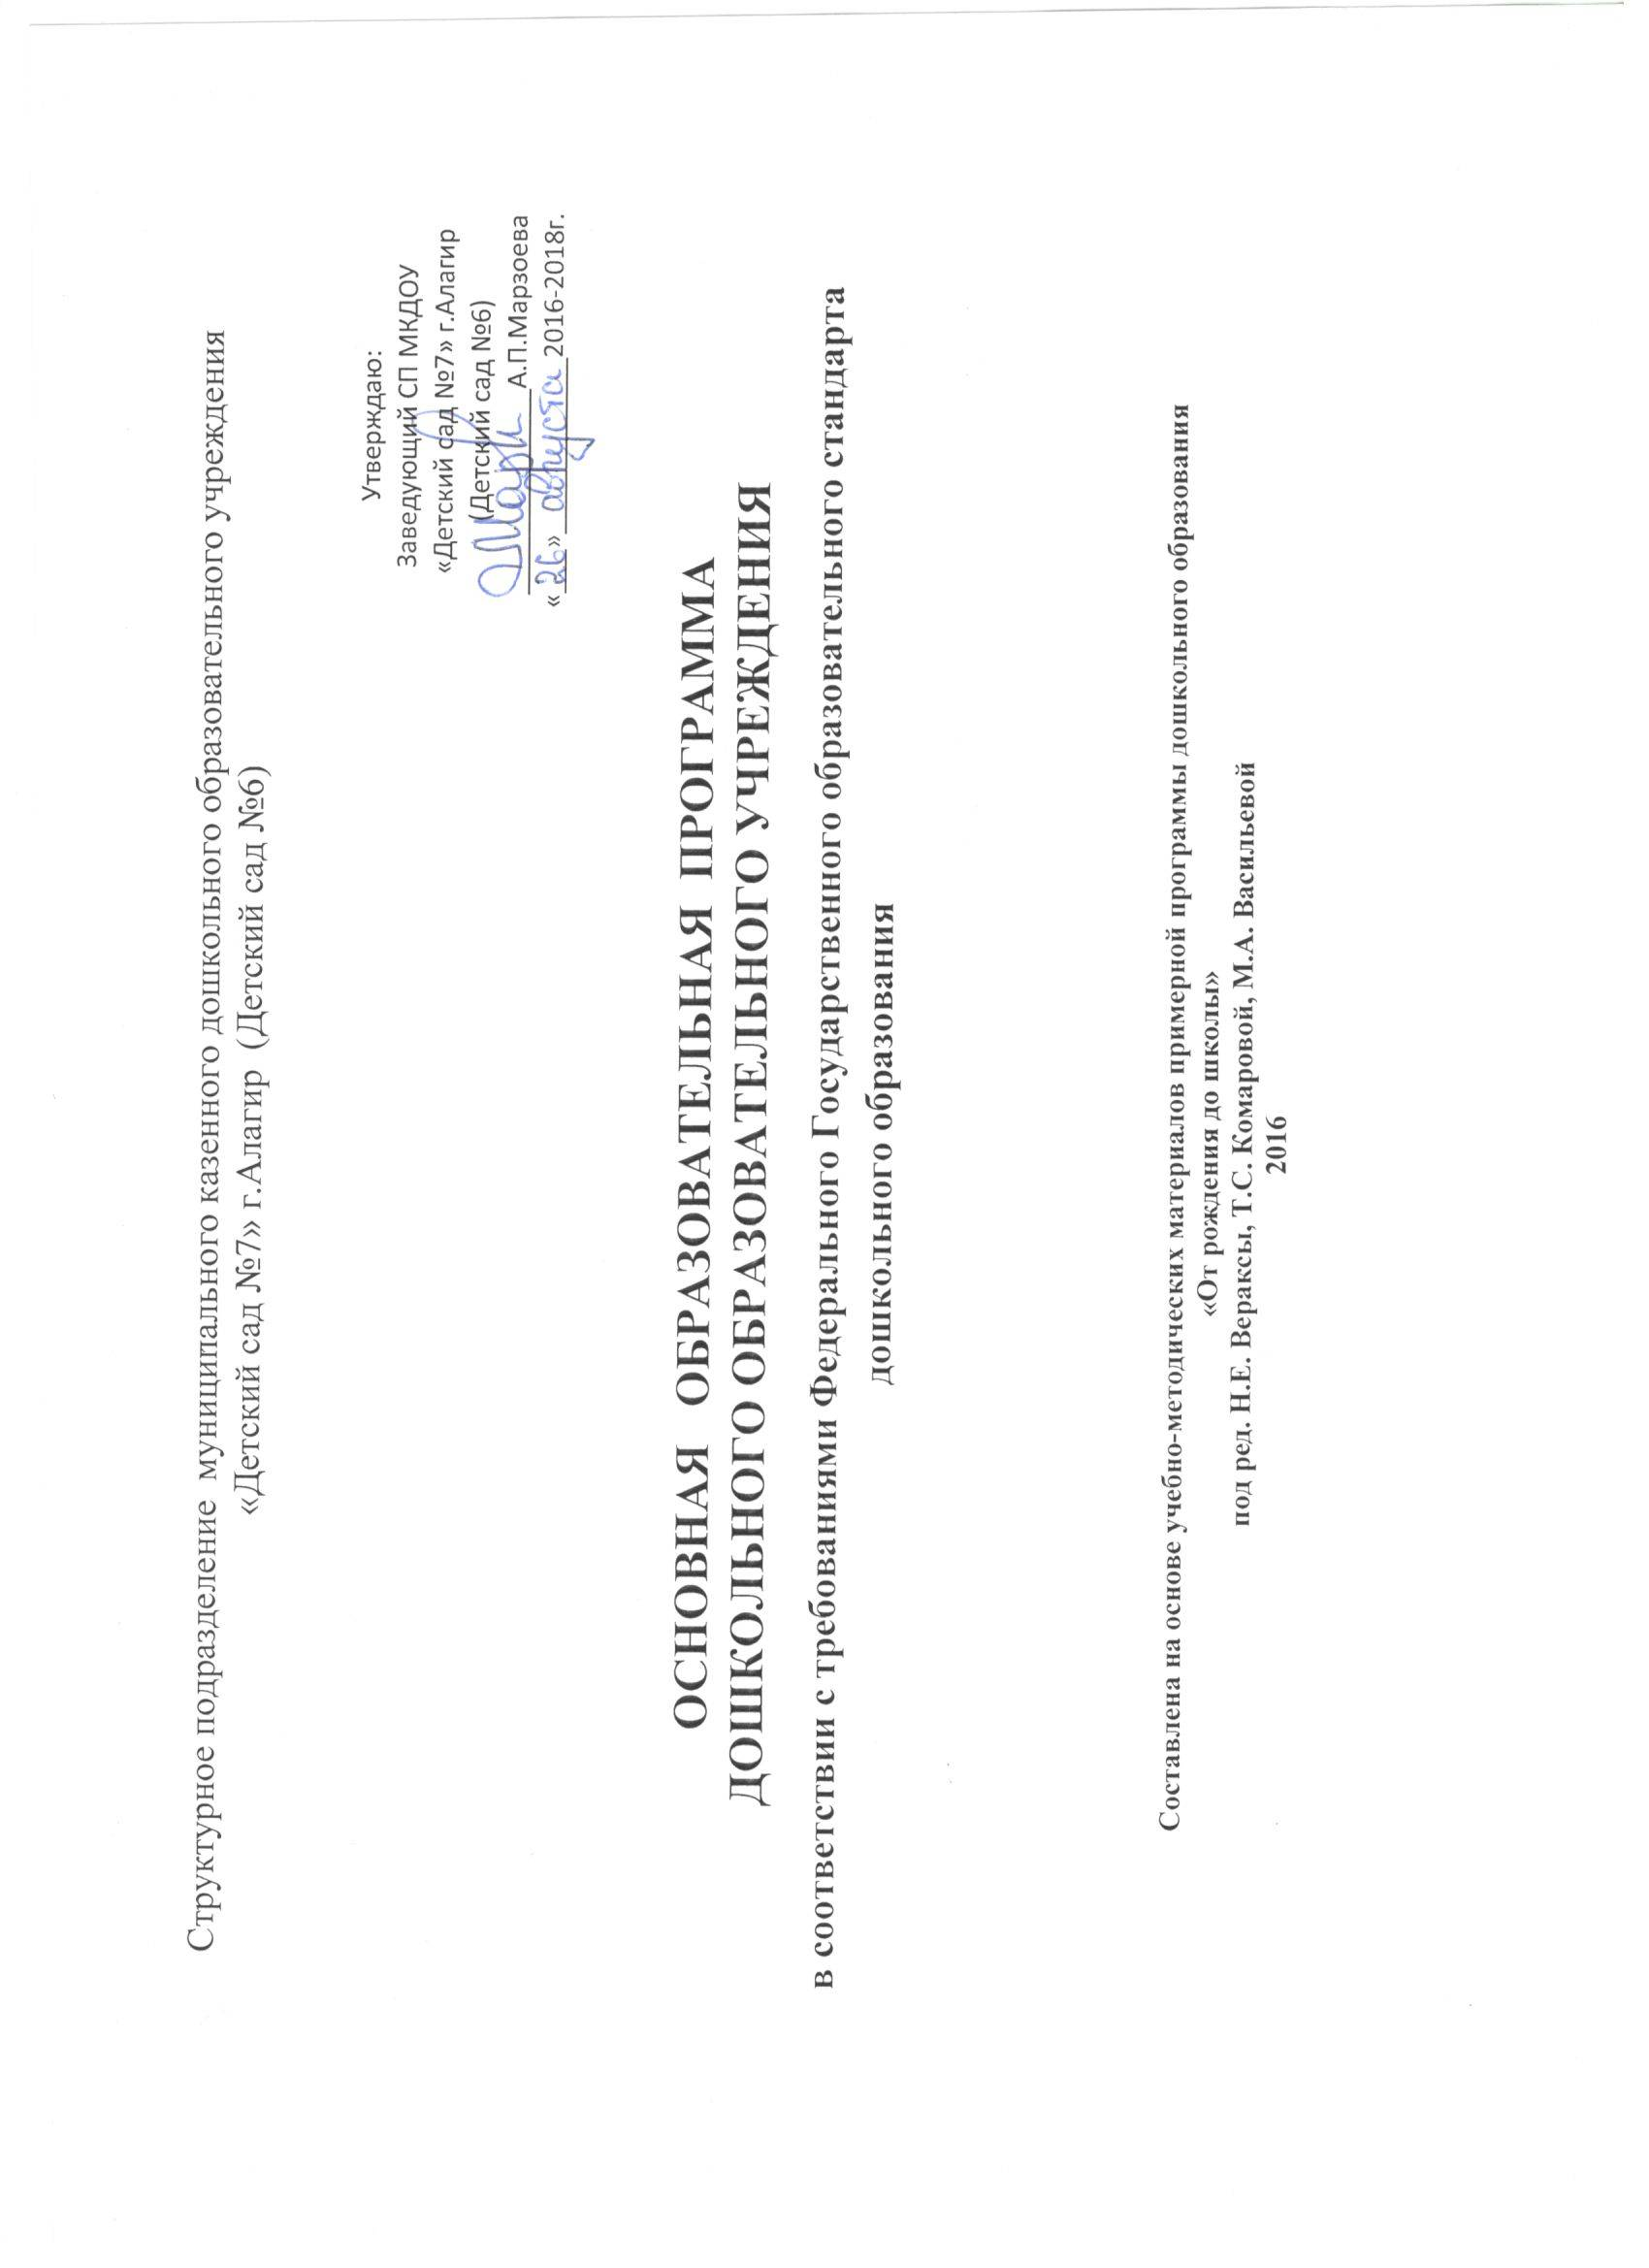 Структурное подразделение муниципального казенного дошкольного образовательного учреждения
«Детский сад №7» г.Алагир (Детский сад №6)
Утверждаю:
Заведующий СП МКДОУ
«Детский сад №7» г.Алагир
(Детский сад №6)
А.П.Марзоева
«26» августа 2016-2018г.
ОСНОВНАЯ ОБРАЗОВАТЕЛЬНАЯ ПРОГРАММА
ДОШКОЛЬНОГО ОБРАЗОВАТЕЛЬНОГО УЧРЕЖДЕНИЯ
в соответствии с требованиями Федерального Государственного образовательного стандарта
дошкольного образования
Составлена на основе учебно-методических материалов примерной программы дошкольного образования
«От рождения до школы»
под ред. Н.Е. Вераксы, Т.С. Комаровой, М.А. Васильевой
2016